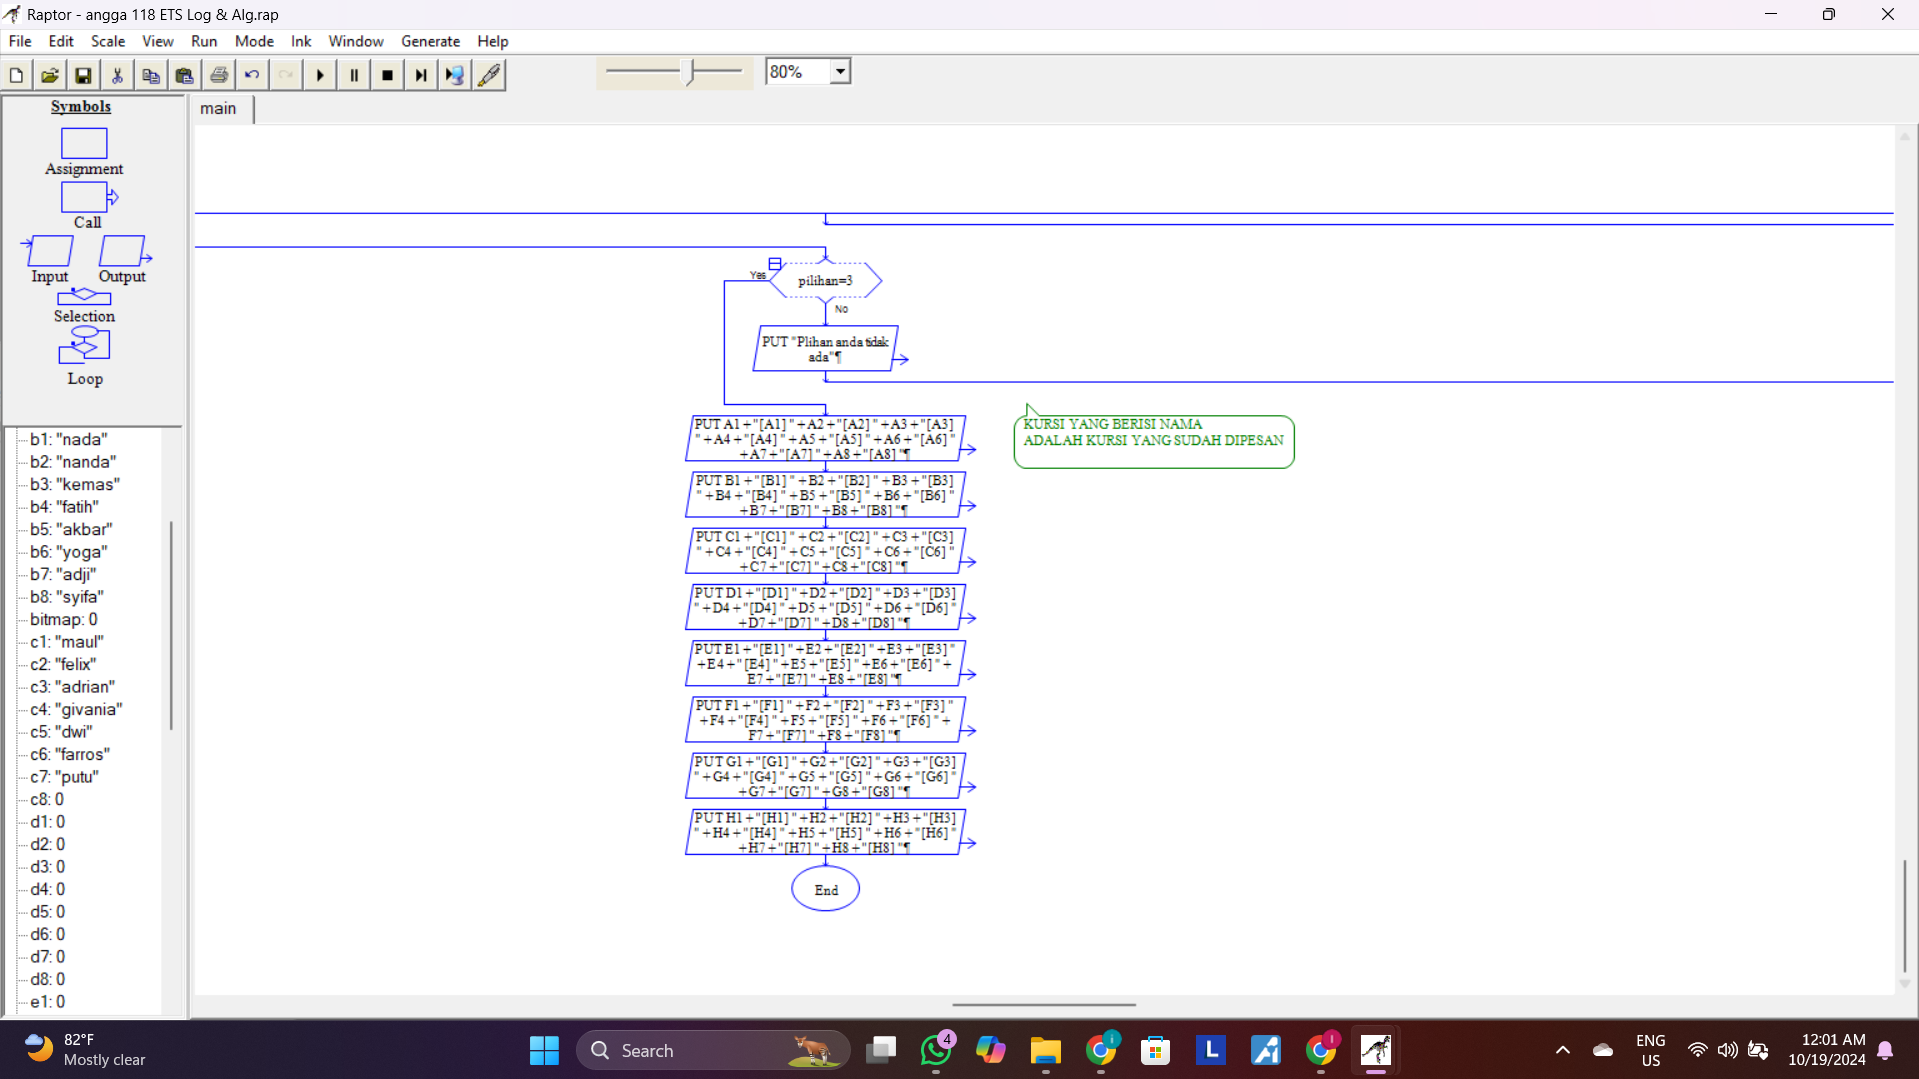 Raptor - angga 118 ETS Log & Alg.rap
File Edit Scale View Run Mode Ink Window Generate Help
80%
Symbols
Assignment
Call
Input Output
Selection
Loop
b1: "nada"
b2: "nanda"
b3: "kemas"
b4: "fatih"
b5: "akbar"
b6: "yoga"
b7: "adji"
b8: "syifa"
bitmap: 0
c1: "maul"
c2: "felix"
c3: "adrian"
c4: "givania"
c5: "dwi"
c6: "farros"
c7: "putu"
c8: 0
d1: 0
d2: 0
d3: 0
d4: 0
d5: 0
d6: 0
d7: 0
d8: 0
e1: 0
main
Yes
pilihan=3
No
PUT "Plihan anda tidak
ada"¶
PUT A1+"[A1] "+A2+"[A2] "+A3+"[A3]
"+A4+"[A4] "+A5+"[A5] "+A6+"[A6] "
+A7+"[A7] "+A8+"[A8] "¶
KURSI YANG BERISI NAMA
ADALAH KURSI YANG SUDAH DIPESAN
PUT B1+"[B1] "+B2+"[B2] "+B3+"[B3]
"+B4+"[B4] "+B5+"[B5] "+B6+"[B6] "
+B7+"[B7] "+B8+"[B8] "¶
PUT C1+"[C1] "+C2+"[C2] "+C3+"[C3]
"+C4+"[C4] "+C5+"[C5] "+C6+"[C6] "
+C7+"[C7] "+C8+"[C8] "¶
PUT D1+"[D1] "+D2+"[D2] "+D3+"[D3]
"+D4+"[D4] "+D5+"[D5] "+D6+"[D6] "
+D7+"[D7] "+D8+"[D8] "¶
PUT E1+"[E1] "+E2+"[E2] "+E3+"[E3] "
+E4+"[E4] "+E5+"[E5] "+E6+"[E6] "+
E7+"[E7] "+E8+"[E8] "¶
PUT F1+"[F1] "+F2+"[F2] "+F3+"[F3] "
+F4+"[F4] "+F5+"[F5] "+F6+"[F6] "+
F7+"[F7] "+F8+"[F8] "¶
PUT G1+"[G1] "+G2+"[G2] "+G3+"[G3]
"+G4+"[G4] "+G5+"[G5] "+G6+"[G6] "
+G7+"[G7] "+G8+"[G8] "¶
PUT H1+"[H1] "+H2+"[H2] "+H3+"[H3]
"+H4+"[H4] "+H5+"[H5] "+H6+"[H6] "
+H7+"[H7] "+H8+"[H8] "¶
End
82°F
Mostly clear
Search
4
L
ENG
US
12:01 AM
10/19/2024